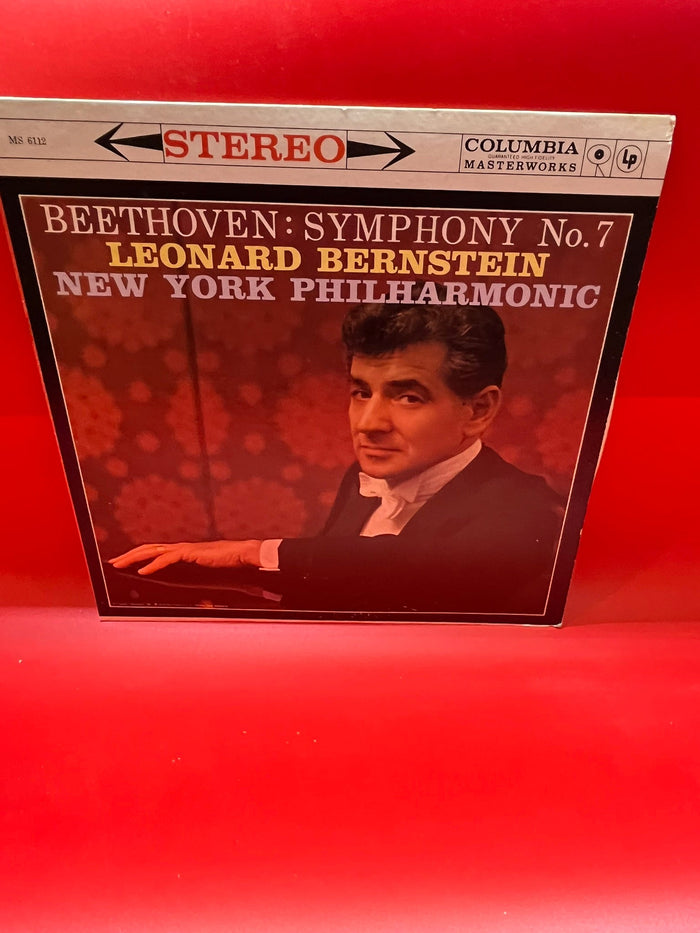 MS 6112
STEREO
COLUMBIA
GUARANTEED HIGH FIDELITY
MASTERWORKS
Lp
BEETHOVEN: SYMPHONY No. 7
LEONARD BERNSTEIN
NEW YORK PHILHARMONIC